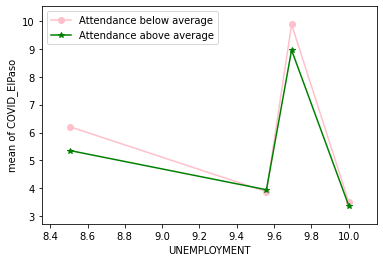 Attendance below average
Attendance above average
10
9
8
7
6
5
4
3
mean of COVID_ElPaso
8.4 8.6 8.8 9.0 9.2 9.4 9.6 9.8 10.0
UNEMPLOYMENT